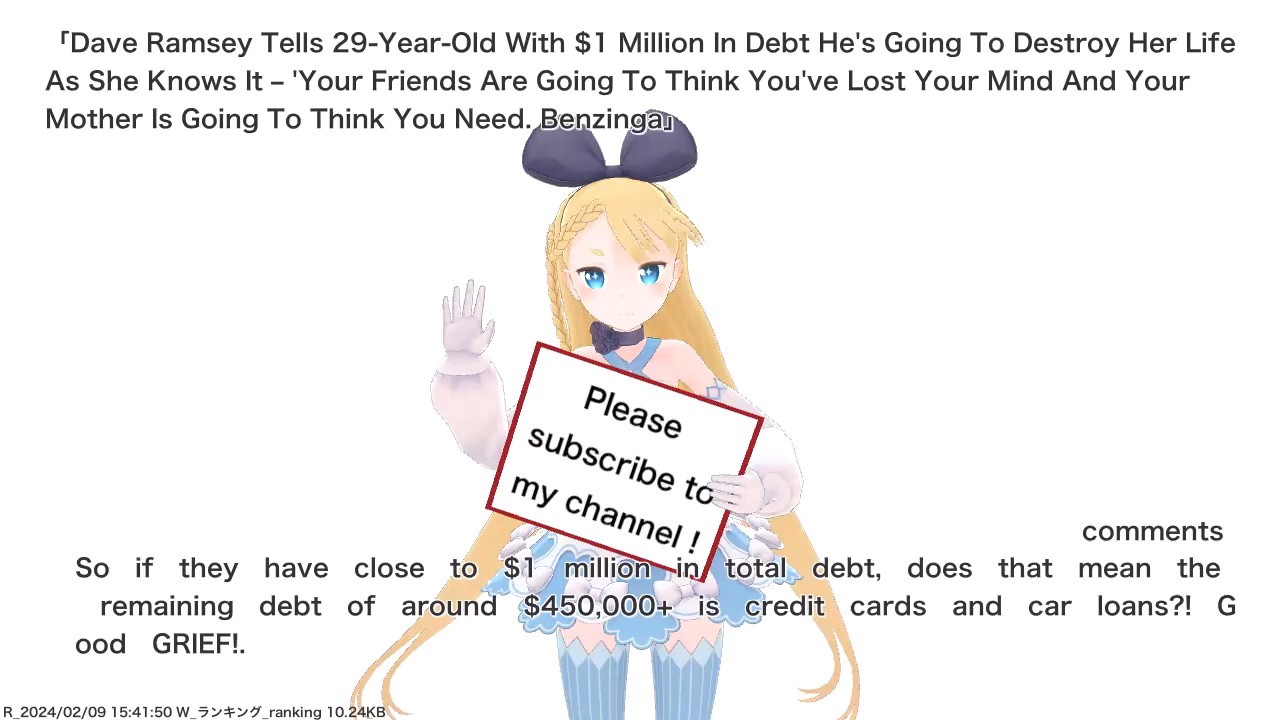 「Dave Ramsey Tells 29-Year-Old With $1 Million In Debt He's Going To Destroy Her Life
As She Knows It – 'Your Friends Are Going To Think You've Lost Your Mind And Your
Mother Is Going To Think You Need. Benzinga」
Please
subscribe to
my channel !
comments
So if they have close to $1 million in total debt, does that mean the
remaining debt of around $450,000+ is credit cards and car loans?! G
ood GRIEF!.
R_2024/02/09 15:41:50 W_ランキング_ranking 10.24KB